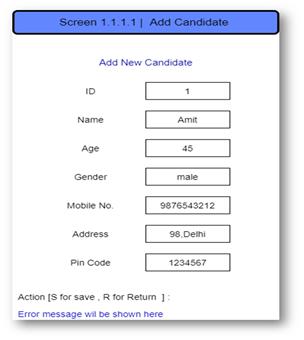 Screen 1.1.1.1 | Add Candidate
Add New Candidate
ID 1
Name Amit
Age 45
Gender male
Mobile No. 9876543212
Address 98,Delhi
Pin Code 1234567
Action [S for save , R for Return ] :
Error message wil be shown here